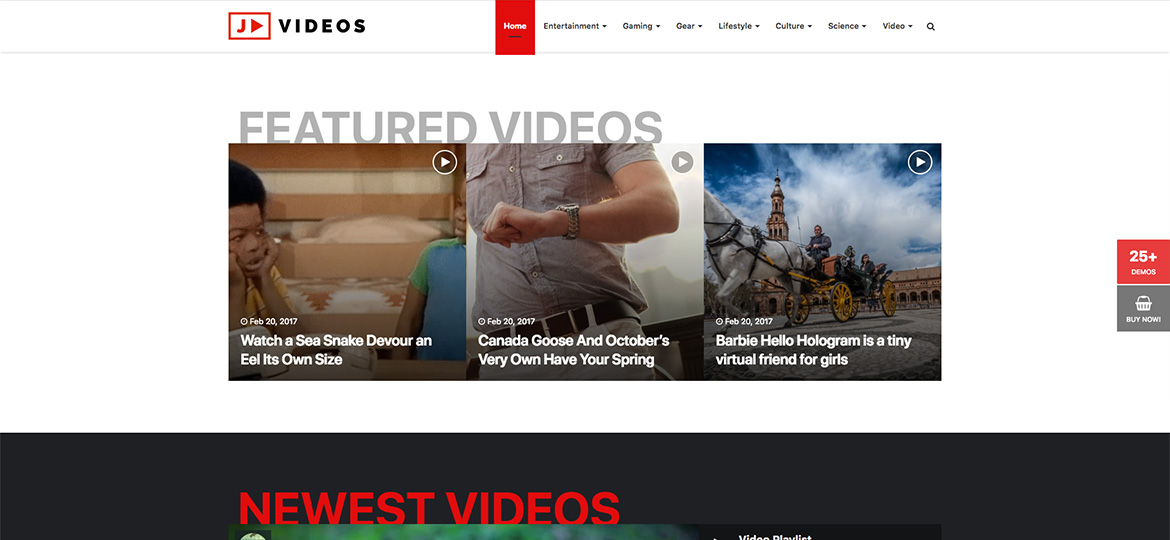 J VIDEOS
Home Entertainment Gaming Gear Lifestyle Culture Science Video
FEATURED VIDEOS
Feb 20, 2017
Watch a Sea Snake Devour an
Eel Its Own Size
Feb 20, 2017
Canada Goose And October's
Very Own Have Your Spring
Feb 20, 2017
Barbie Hello Hologram is a tiny
virtual friend for girls
25+
DEMOS
BUY NOW!
NEWEST VIDEOS
Video Playlist